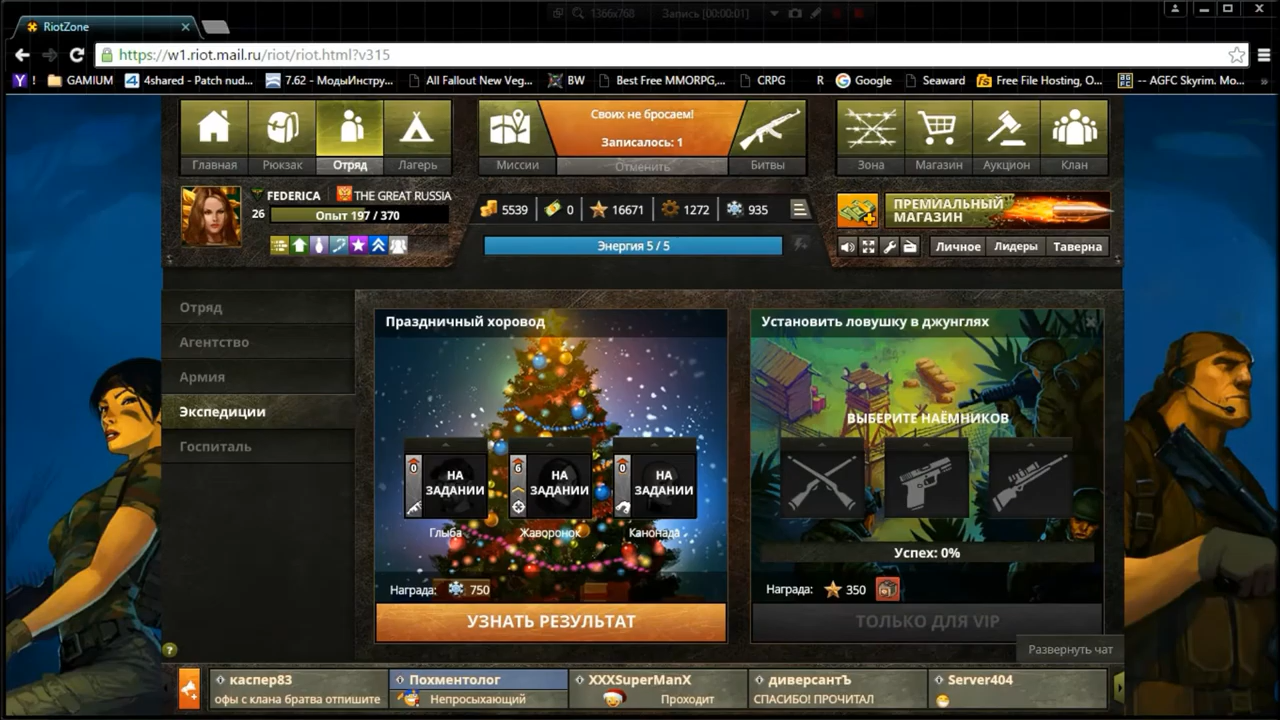 1366x768 Запись [00:00:01]
RiotZone
https://w1.riot.mail.ru/riot/riot.html?v315
! GAMIUM 4shared - Patch nud... 7.62 - МодыИнстру... All Fallout New Veg... BW Best Free MMORPG,... CRPG R Google Seaward Free File Hosting, O... -- AGFC Skyrim. Mo... »
Своих не бросаем!
Записалось: 1
Главная Рюкзак Отряд Лагерь Миссии Отменить Битвы Зона Магазин Аукцион Клан
FEDERICA THE GREAT RUSSIA
26 Опыт 197 / 370
5539 0 16671 1272 935
ПРЕМИАЛЬНЫЙ
МАГАЗИН
Энергия 5 / 5
Личное Лидеры Таверна
Отряд
Агентство
Армия
Экспедиции
Госпиталь
Праздничный хоровод
0 НА ЗАДАНИИ
6 НА ЗАДАНИИ
0 НА ЗАДАНИИ
Глыба Жаворонок Канонада
Награда: 750
УЗНАТЬ РЕЗУЛЬТАТ
Установить ловушку в джунглях
ВЫБЕРИТЕ НАЁМНИКОВ
Успех: 0%
Награда: 350
ТОЛЬКО ДЛЯ VIP
Развернуть чат
?
каспер83 Похментолог XXXSuperManX диверсантЪ Server404
офы с клана братва отпишите Непросыхающий Проходит СПАСИБО! ПРОЧИТАЛ